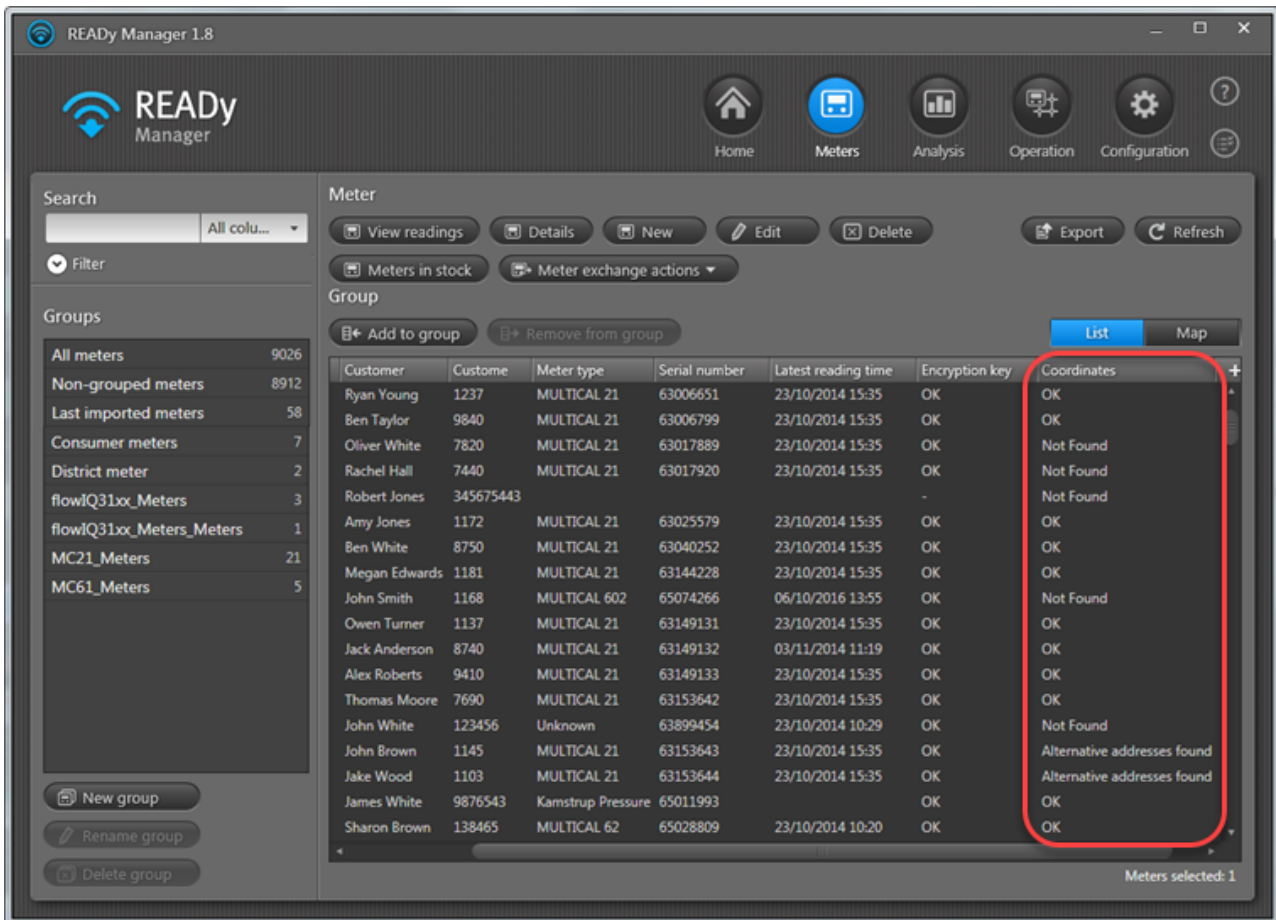 READy Manager 1.8
READy
Manager
Home Meters Analysis Operation Configuration
Search
All colu...
Filter
Groups
All meters 9026
Non-grouped meters 8912
Last imported meters 58
Consumer meters 7
District meter 2
flowIQ31xx_Meters 3
flowIQ31xx_Meters_Meters 1
MC21_Meters 21
MC61_Meters 5
New group
Rename group
Delete group
Meter
View readings Details New Edit Delete Export Refresh
Meters in stock Meter exchange actions
Group
Add to group Remove from group List Map
Customer Custome Meter type Serial number Latest reading time Encryption key Coordinates +
Ryan Young 1237 MULTICAL 21 63006651 23/10/2014 15:35 OK OK
Ben Taylor 9840 MULTICAL 21 63006799 23/10/2014 15:35 OK OK
Oliver White 7820 MULTICAL 21 63017889 23/10/2014 15:35 OK Not Found
Rachel Hall 7440 MULTICAL 21 63017920 23/10/2014 15:35 OK Not Found
Robert Jones 345675443 - Not Found
Amy Jones 1172 MULTICAL 21 63025579 23/10/2014 15:35 OK OK
Ben White 8750 MULTICAL 21 63040252 23/10/2014 15:35 OK OK
Megan Edwards 1181 MULTICAL 21 63144228 23/10/2014 15:35 OK OK
John Smith 1168 MULTICAL 602 65074266 06/10/2016 13:55 OK Not Found
Owen Turner 1137 MULTICAL 21 63149131 23/10/2014 15:35 OK OK
Jack Anderson 8740 MULTICAL 21 63149132 03/11/2014 11:19 OK OK
Alex Roberts 9410 MULTICAL 21 63149133 23/10/2014 15:35 OK OK
Thomas Moore 7690 MULTICAL 21 63153642 23/10/2014 15:35 OK OK
John White 123456 Unknown 63899454 23/10/2014 10:29 OK Not Found
John Brown 1145 MULTICAL 21 63153643 23/10/2014 15:35 OK Alternative addresses found
Jake Wood 1103 MULTICAL 21 63153644 23/10/2014 15:35 OK Alternative addresses found
James White 9876543 Kamstrup Pressure 65011993 OK OK
Sharon Brown 138465 MULTICAL 62 65028809 23/10/2014 10:20 OK OK
Meters selected: 1